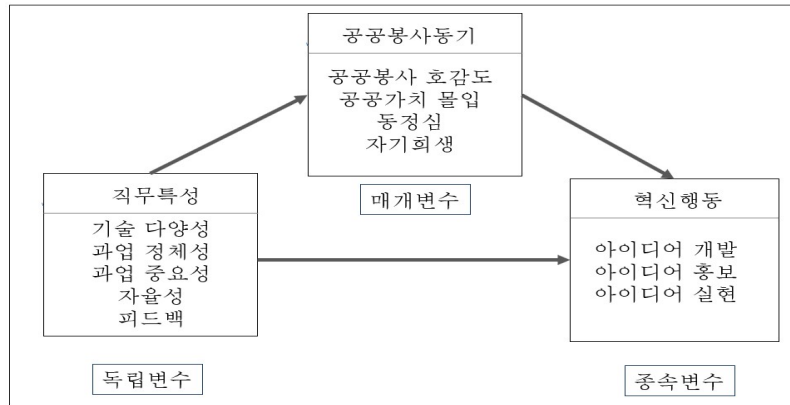 공공봉사동기
공공봉사 호감도
공공가치 몰입
동정심
자기희생
매개변수
직무특성
기술 다양성
과업 정체성
과업 중요성
자율성
피드백
독립변수
혁신행동
아이디어 개발
아이디어 홍보
아이디어 실현
종속변수